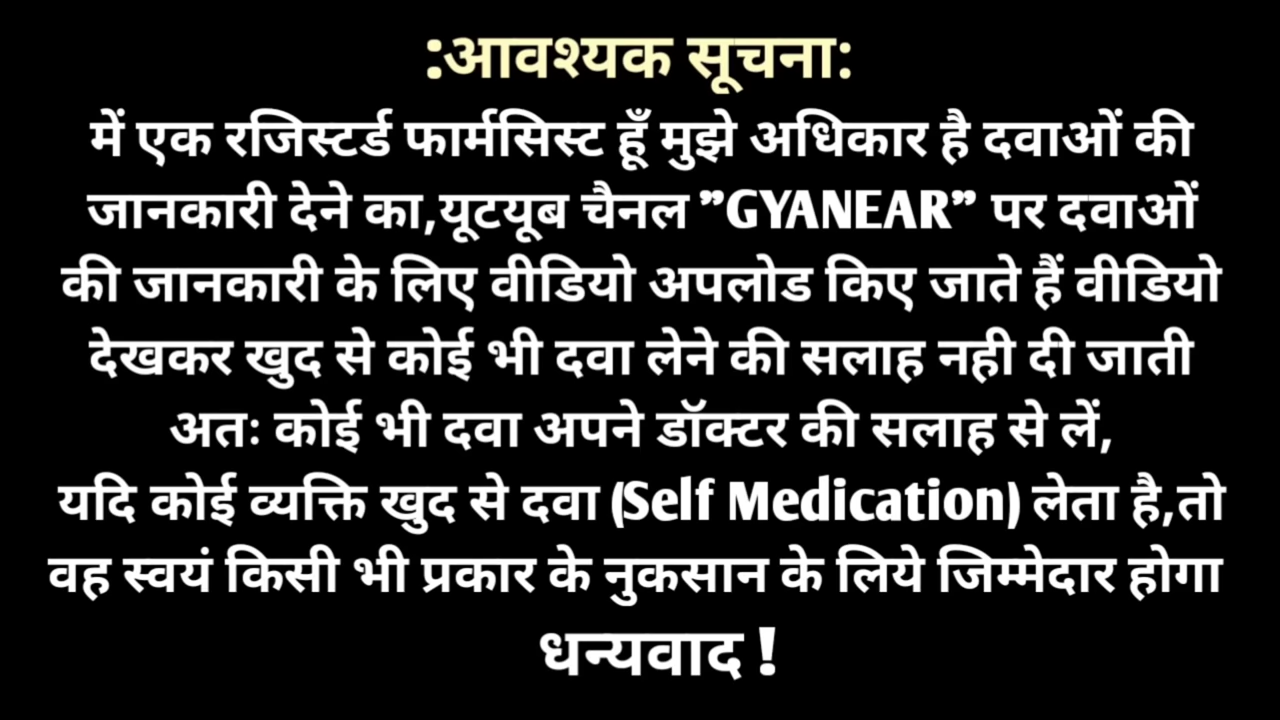 :आवश्यक सूचना:
में एक रजिस्टर्ड फार्मसिस्ट हूँ मुझे अधिकार है दवाओं की
जानकारी देने का,यूटयूब चैनल ”GYANEAR” पर दवाओं
की जानकारी के लिए वीडियो अपलोड किए जाते हैं वीडियो
देखकर खुद से कोई भी दवा लेने की सलाह नही दी जाती
अतः कोई भी दवा अपने डॉक्टर की सलाह से लें,
यदि कोई व्यक्ति खुद से दवा (Self Medication) लेता है,तो
वह स्वयं किसी भी प्रकार के नुकसान के लिये जिम्मेदार होगा
धन्यवाद !